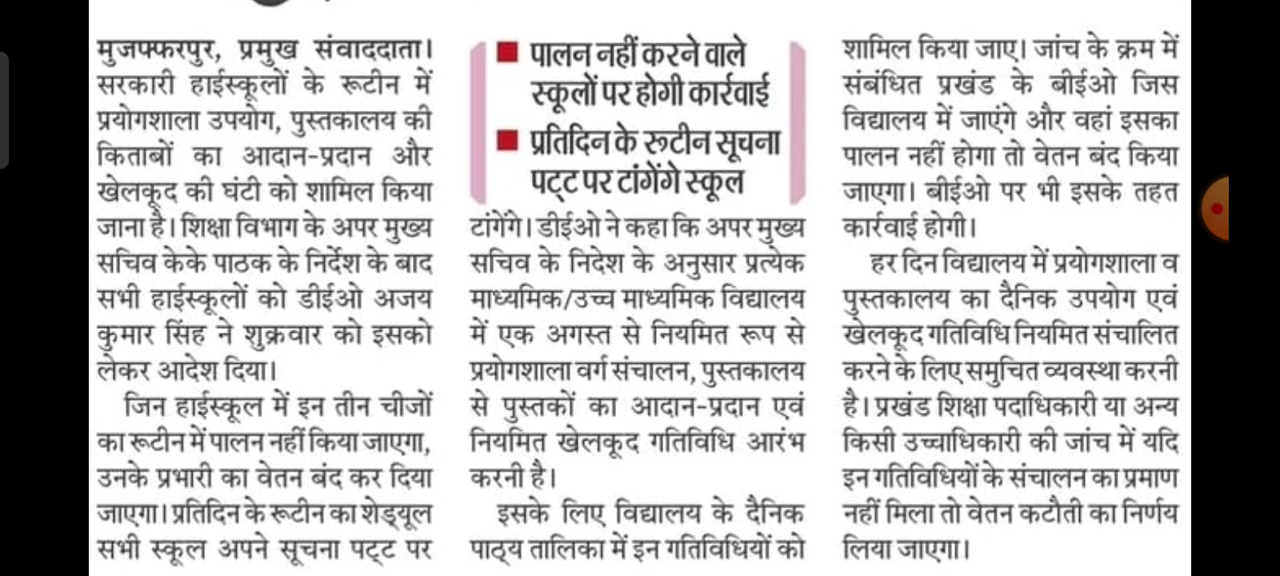 मुजफ्फरपुर, प्रमुख संवाददाता।
सरकारी हाईस्कूलों के रूटीन में
प्रयोगशाला उपयोग, पुस्तकालय की
किताबों का आदान-प्रदान और
खेलकूद की घंटी को शामिल किया
जाना है। शिक्षा विभाग के अपर मुख्य
सचिव केके पाठक के निर्देश के बाद
सभी हाईस्कूलों को डीईओ अजय
कुमार सिंह ने शुक्रवार को इसको
लेकर आदेश दिया।
जिन हाईस्कूल में इन तीन चीजों
का रूटीन में पालन नहीं किया जाएगा,
उनके प्रभारी का वेतन बंद कर दिया
जाएगा। प्रतिदिन के रूटीन का शेड्यूल
सभी स्कूल अपने सूचना पट्ट पर
पालन नहीं करने वाले
स्कूलों पर होगी कार्रवाई
प्रतिदिन के रूटीन सूचना
पट्ट पर टांगेंगे स्कूल
टांगेंगे। डीईओ ने कहा कि अपर मुख्य
सचिव के निदेश के अनुसार प्रत्येक
माध्यमिक/उच्च माध्यमिक विद्यालय
में एक अगस्त से नियमित रूप से
प्रयोगशाला वर्ग संचालन, पुस्तकालय
से पुस्तकों का आदान-प्रदान एवं
नियमित खेलकूद गतिविधि आरंभ
करनी है।
इसके लिए विद्यालय के दैनिक
पाठ्य तालिका में इन गतिविधियों को
शामिल किया जाए। जांच के क्रम में
संबंधित प्रखंड के बीईओ जिस
विद्यालय में जाएंगे और वहां इसका
पालन नहीं होगा तो वेतन बंद किया
जाएगा। बीईओ पर भी इसके तहत
कार्रवाई होगी।
हर दिन विद्यालय में प्रयोगशाला व
पुस्तकालय का दैनिक उपयोग एवं
खेलकूद गतिविधि नियमित संचालित
करने के लिए समुचित व्यवस्था करनी
है। प्रखंड शिक्षा पदाधिकारी या अन्य
किसी उच्चाधिकारी की जांच में यदि
इन गतिविधियों के संचालन का प्रमाण
नहीं मिला तो वेतन कटौती का निर्णय
लिया जाएगा।